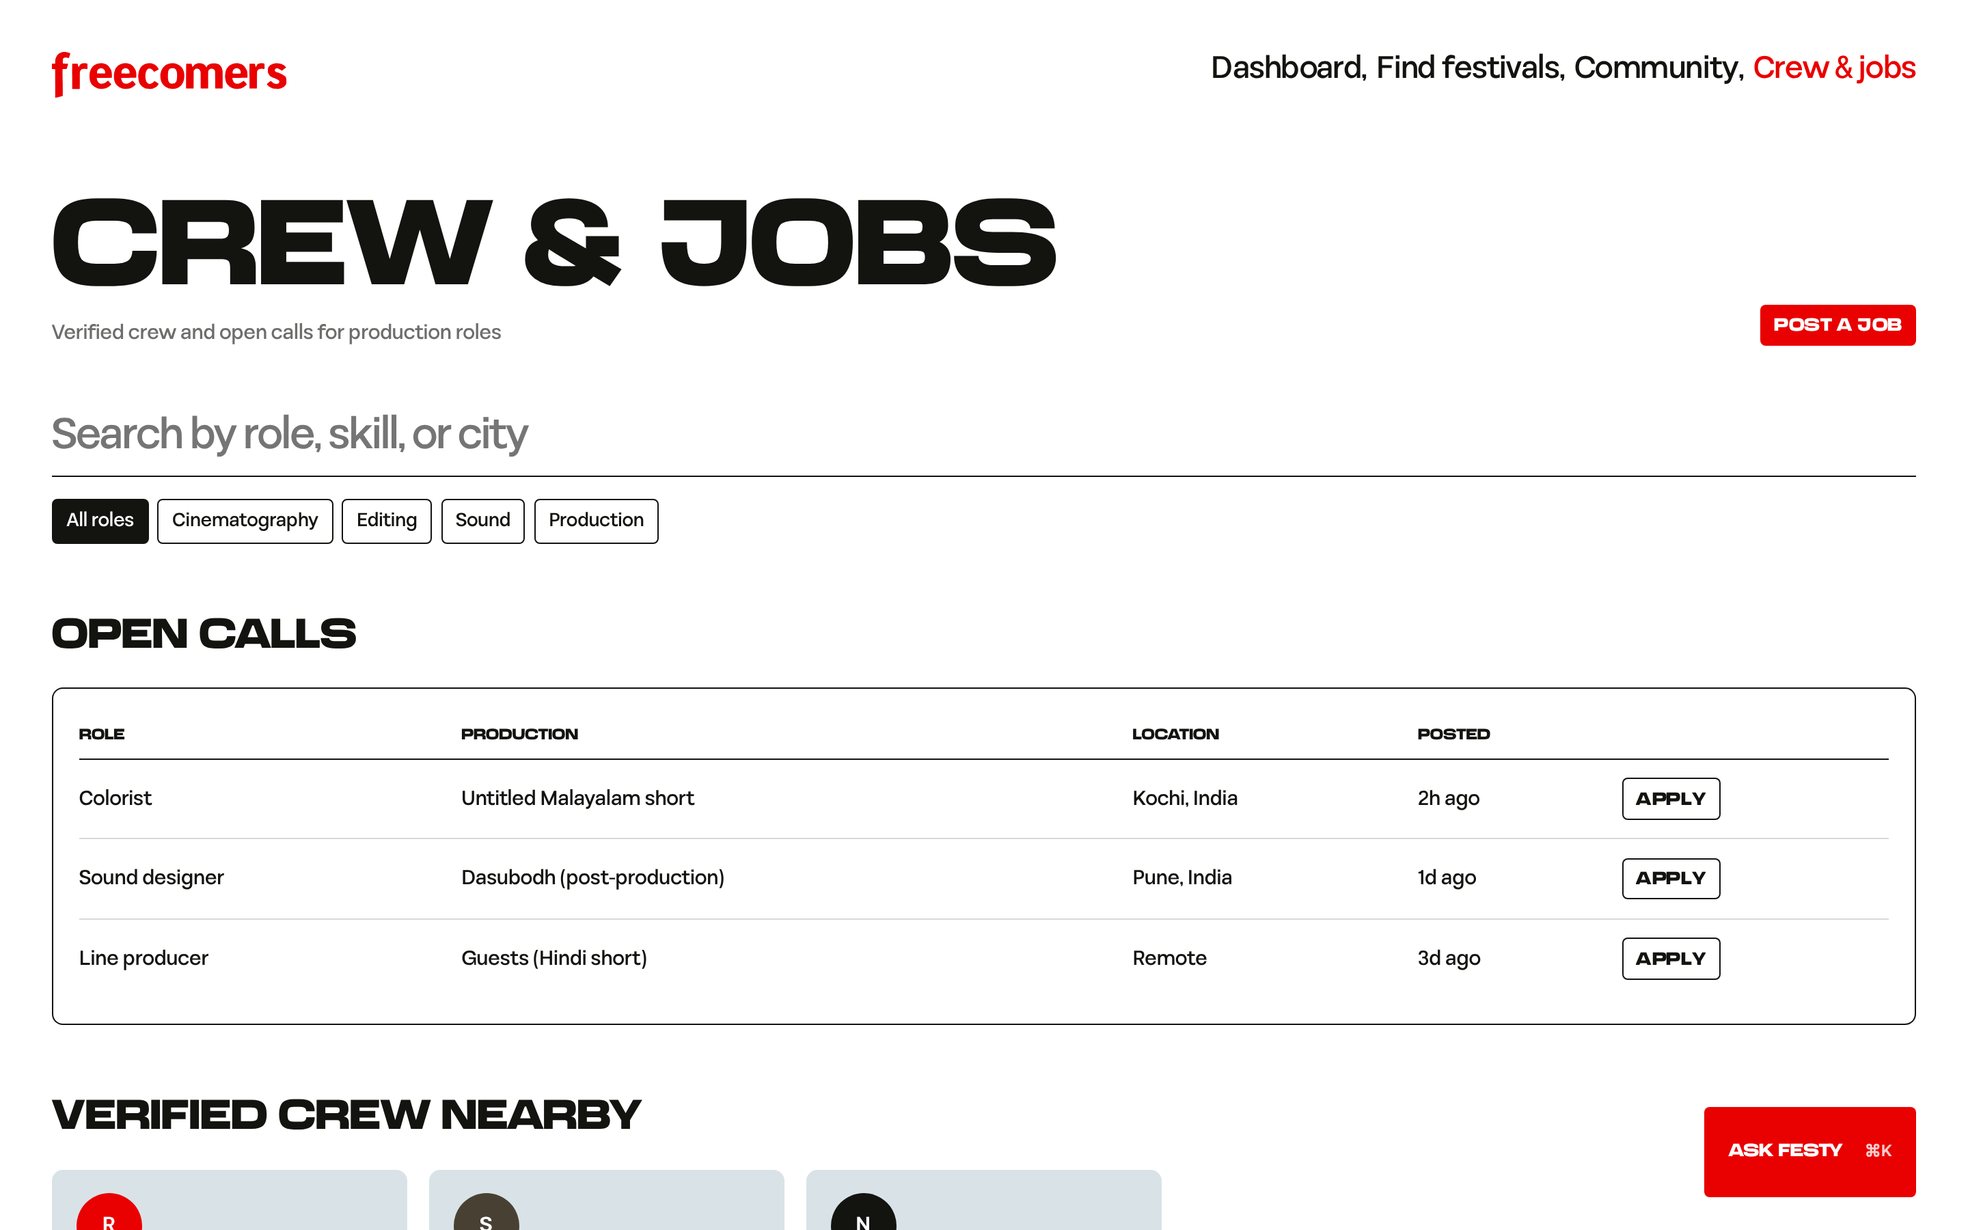 freecomers
Dashboard, Find festivals, Community, Crew & jobs
CREW & JOBS
Verified crew and open calls for production roles
POST A JOB
Search by role, skill, or city
All roles Cinematography Editing Sound Production
OPEN CALLS
ROLE PRODUCTION LOCATION POSTED
Colorist Untitled Malayalam short Kochi, India 2h ago APPLY
Sound designer Dasubodh (post-production) Pune, India 1d ago APPLY
Line producer Guests (Hindi short) Remote 3d ago APPLY
VERIFIED CREW NEARBY
ASK FESTY ⌘K
R S N